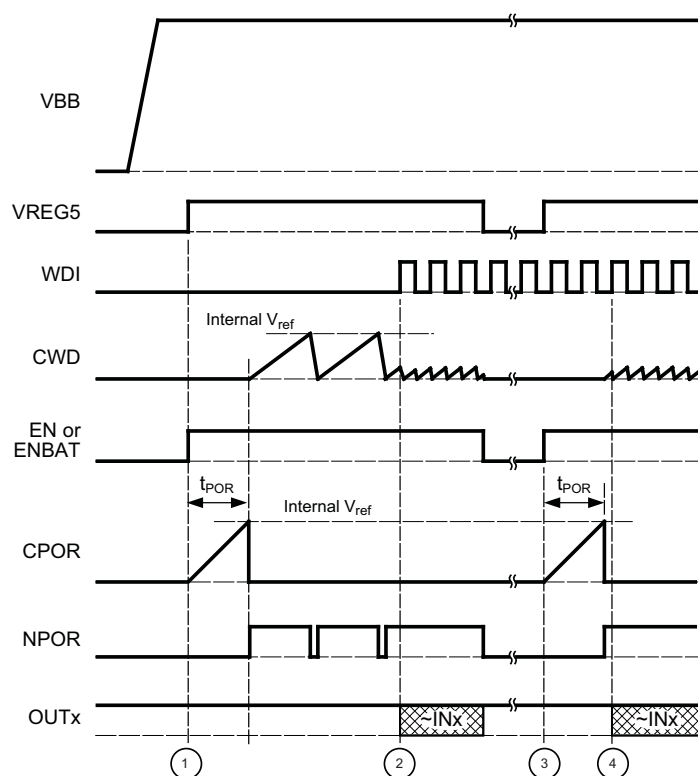 VBB
VREG5
WDI
Internal Vref
CWD
EN or
ENBAT
tPOR
tPOR
Internal Vref
CPOR
NPOR
OUTx
~INx
~INx
1
2
3
4